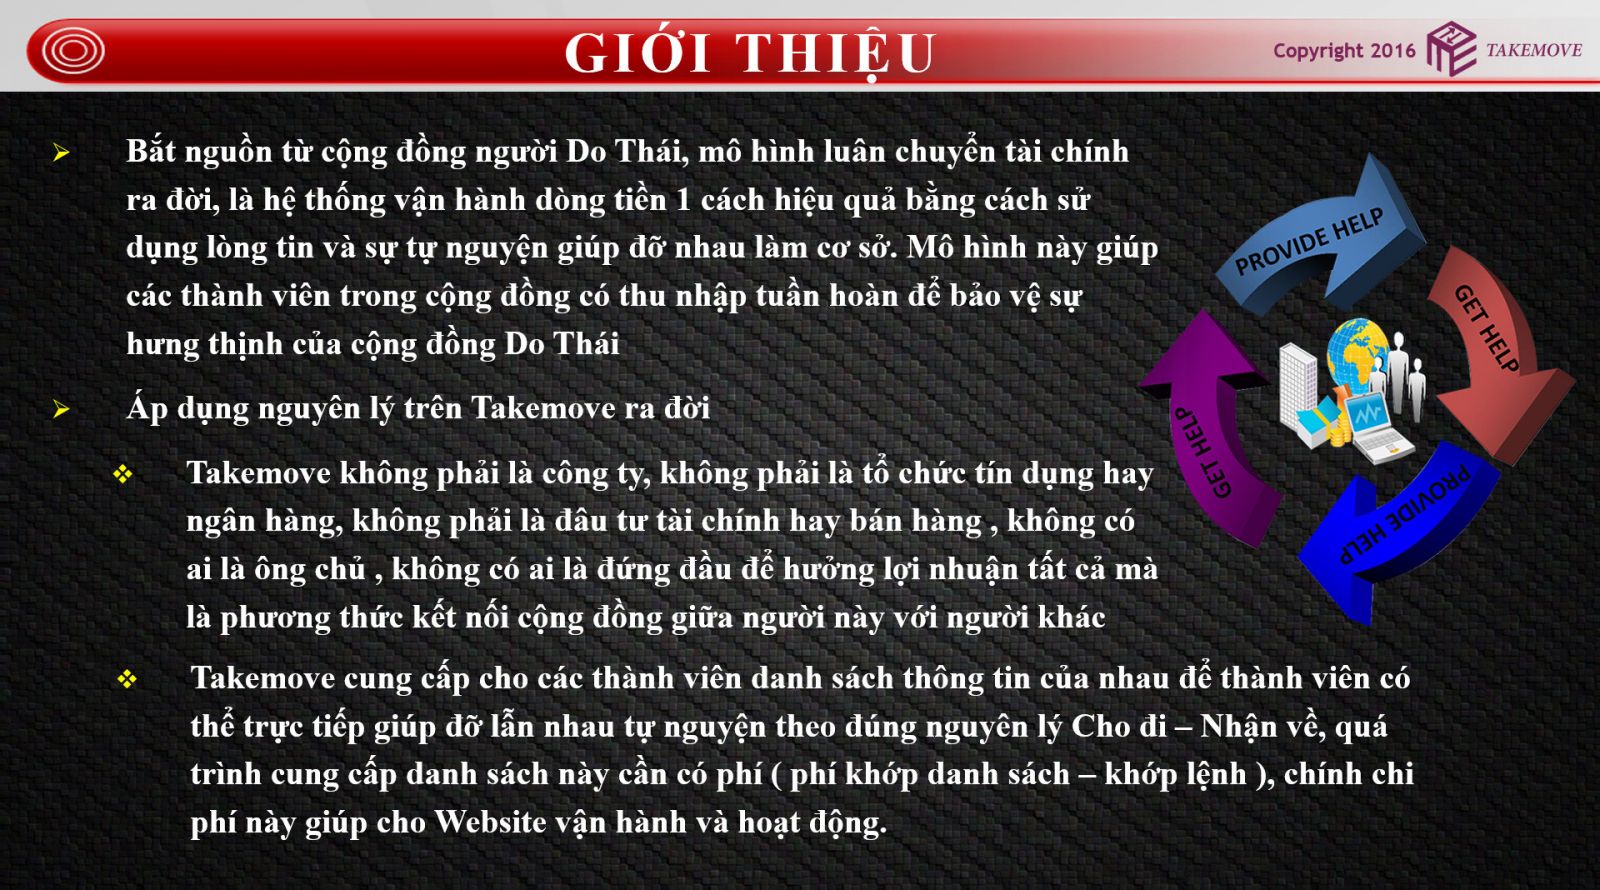 GIỚI THIỆU
Copyright 2016
TAKEMOVE
Bắt nguồn từ cộng đồng người Do Thái, mô hình luân chuyển tài chính
ra đời, là hệ thống vận hành dòng tiền 1 cách hiệu quả bằng cách sử
dụng lòng tin và sự tự nguyện giúp đỡ nhau làm cơ sở. Mô hình này giúp
các thành viên trong cộng đồng có thu nhập tuần hoàn để bảo vệ sự
hưng thịnh của cộng đồng Do Thái
Áp dụng nguyên lý trên Takemove ra đời
Takemove không phải là công ty, không phải là tổ chức tín dụng hay
ngân hàng, không phải là đâu tư tài chính hay bán hàng , không có
ai là ông chủ , không có ai là đứng đầu để hưởng lợi nhuận tất cả mà
là phương thức kết nối cộng đồng giữa người này với người khác
Takemove cung cấp cho các thành viên danh sách thông tin của nhau để thành viên có
thể trực tiếp giúp đỡ lẫn nhau tự nguyện theo đúng nguyên lý Cho đi – Nhận về, quá
trình cung cấp danh sách này cần có phí ( phí khớp danh sách – khớp lệnh ), chính chi
phí này giúp cho Website vận hành và hoạt động.
PROVIDE HELP
GET HELP
PROVIDE HELP
GET HELP